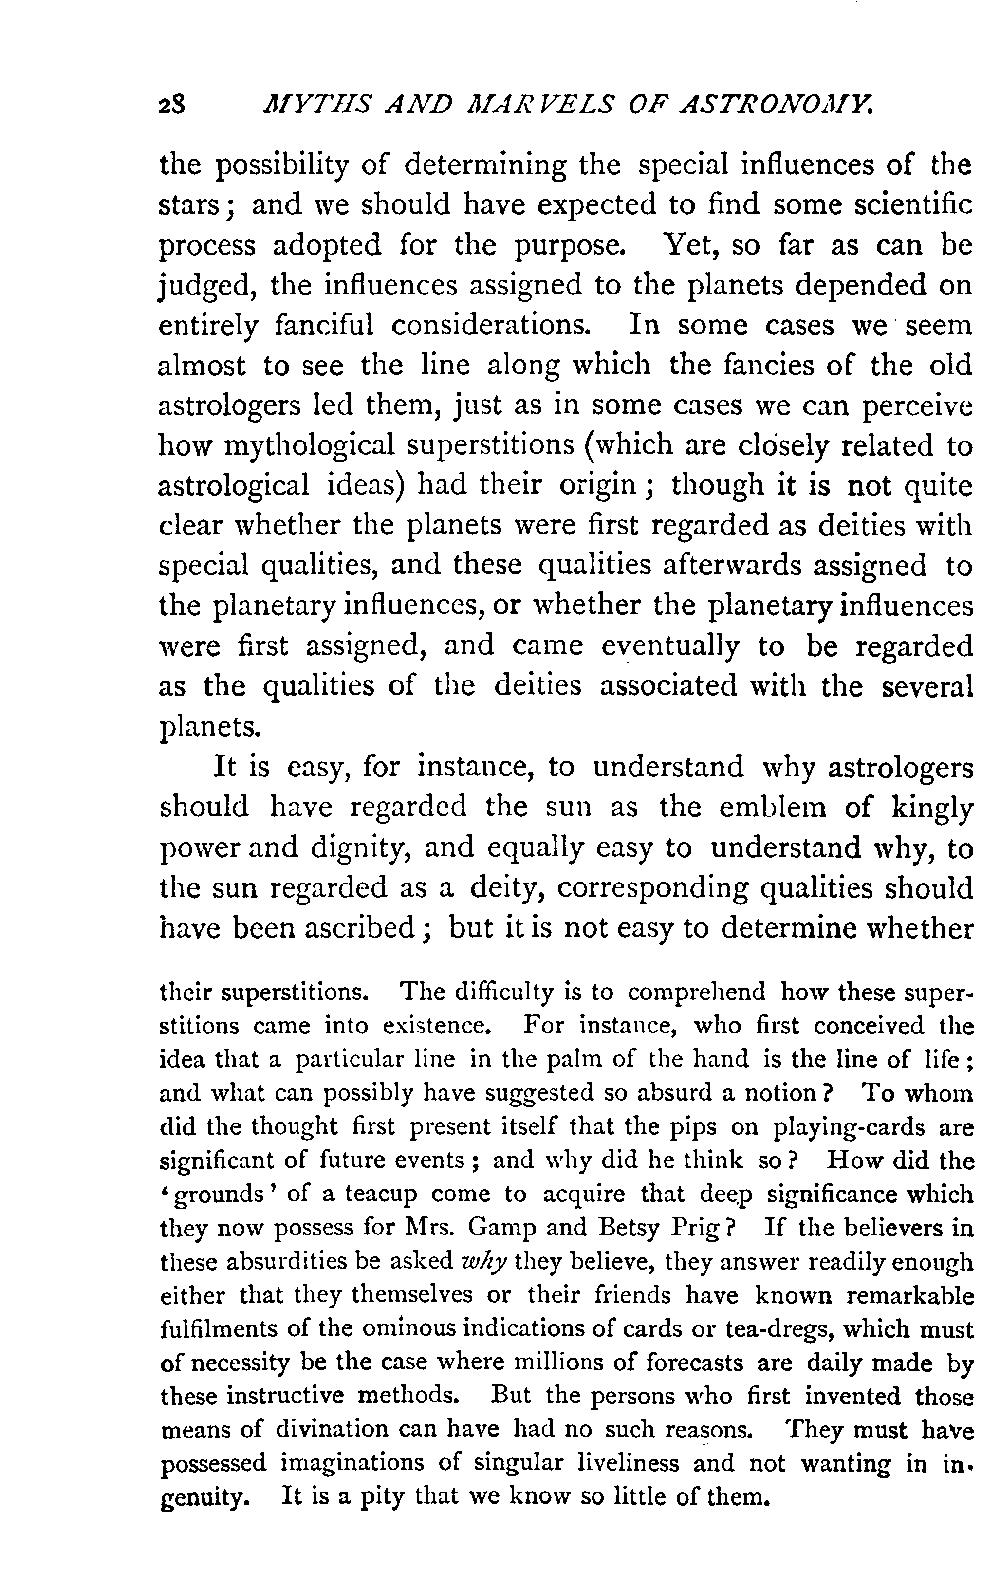 28 MYTHS AND MARVELS OF ASTRONOMY.
the possibility of determining the special influences of the
stars; and we should have expected to find some scientific
process adopted for the purpose. Yet, so far as can be
judged, the influences assigned to the planets depended on
entirely fanciful considerations. In some cases we seem
almost to see the line along which the fancies of the old
astrologers led them, just as in some cases we can perceive
how mythological superstitions (which are closely related to
astrological ideas) had their origin; though it is not quite
clear whether the planets were first regarded as deities with
special qualities, and these qualities afterwards assigned to
the planetary influences, or whether the planetary influences
were first assigned, and came eventually to be regarded
as the qualities of the deities associated with the several
planets.
It is easy, for instance, to understand why astrologers
should have regarded the sun as the emblem of kingly
power and dignity, and equally easy to understand why, to
the sun regarded as a deity, corresponding qualities should
have been ascribed; but it is not easy to determine whether
their superstitions. The difficulty is to comprehend how these super-
stitions came into existence. For instance, who first conceived the
idea that a particular line in the palm of the hand is the line of life;
and what can possibly have suggested so absurd a notion? To whom
did the thought first present itself that the pips on playing-cards are
significant of future events; and why did he think so? How did the
'grounds' of a teacup come to acquire that deep significance which
they now possess for Mrs. Gamp and Betsy Prig? If the believers in
these absurdities be asked why they believe, they answer readily enough
either that they themselves or their friends have known remarkable
fulfilments of the ominous indications of cards or tea-dregs, which must
of necessity be the case where millions of forecasts are daily made by
these instructive methods. But the persons who first invented those
means of divination can have had no such reasons. They must have
possessed imaginations of singular liveliness and not wanting in in-
genuity. It is a pity that we know so little of them.